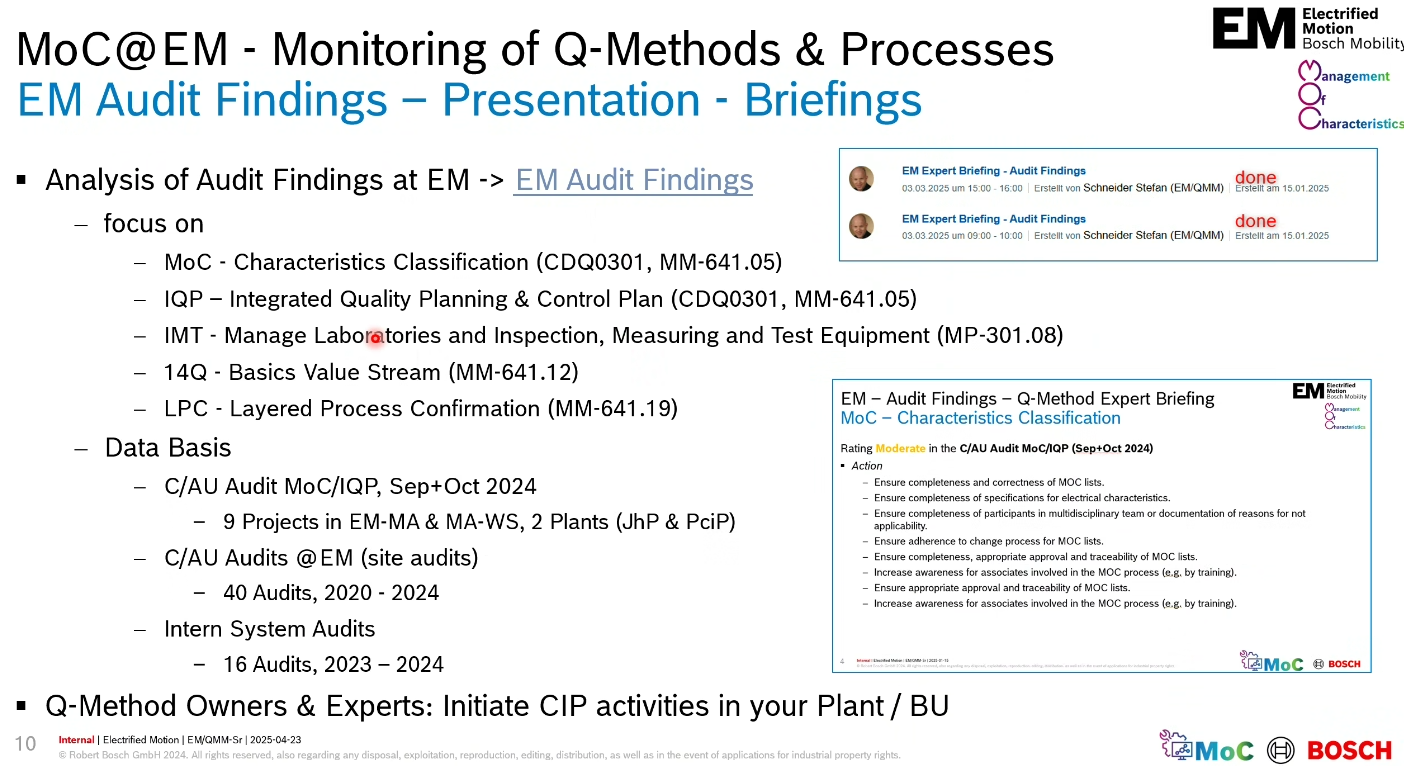 MoC@EM - Monitoring of Q-Methods & Processes
EM Audit Findings – Presentation - Briefings
EM Electrified
Motion
Bosch Mobility
Management
Of
Characteristics
▪ Analysis of Audit Findings at EM -> EM Audit Findings
– focus on
– MoC - Characteristics Classification (CDQ0301, MM-641.05)
– IQP – Integrated Quality Planning & Control Plan (CDQ0301, MM-641.05)
– IMT - Manage Laboratories and Inspection, Measuring and Test Equipment (MP-301.08)
– 14Q - Basics Value Stream (MM-641.12)
– LPC - Layered Process Confirmation (MM-641.19)
– Data Basis
– C/AU Audit MoC/IQP, Sep+Oct 2024
– 9 Projects in EM-MA & MA-WS, 2 Plants (JhP & PciP)
– C/AU Audits @EM (site audits)
– 40 Audits, 2020 - 2024
– Intern System Audits
– 16 Audits, 2023 – 2024
▪ Q-Method Owners & Experts: Initiate CIP activities in your Plant / BU
EM Expert Briefing - Audit Findings
done
03.03.2025 um 15:00 - 16:00 | Erstellt von Schneider Stefan (EM/QMM) | Erstellt am 15.01.2025
EM Expert Briefing - Audit Findings
done
03.03.2025 um 09:00 - 10:00 | Erstellt von Schneider Stefan (EM/QMM) | Erstellt am 15.01.2025
EM – Audit Findings – Q-Method Expert Briefing
MoC – Characteristics Classification
EM Electrified
Motion
Bosch Mobility
Management
Of
Characteristics
Rating Moderate in the C/AU Audit MoC/IQP (Sep+Oct 2024)
▪ Action
– Ensure completeness and correctness of MOC lists.
– Ensure completeness of specifications for electrical characteristics.
– Ensure completeness of participants in multidisciplinary team or documentation of reasons for not
applicability.
– Ensure adherence to change process for MOC lists.
– Ensure completeness, appropriate approval and traceability of MOC lists.
– Increase awareness for associates involved in the MOC process (e.g. by training).
– Ensure appropriate approval and traceability of MOC lists.
– Increase awareness for associates involved in the MOC process (e.g. by training).
4
MoC BOSCH
10
Internal | Electrified Motion | EM/QMM-Sr | 2025-04-23
© Robert Bosch GmbH 2024. All rights reserved, also regarding any disposal, exploitation, reproduction, editing, distribution, as well as in the event of applications for industrial property rights.
MoC BOSCH